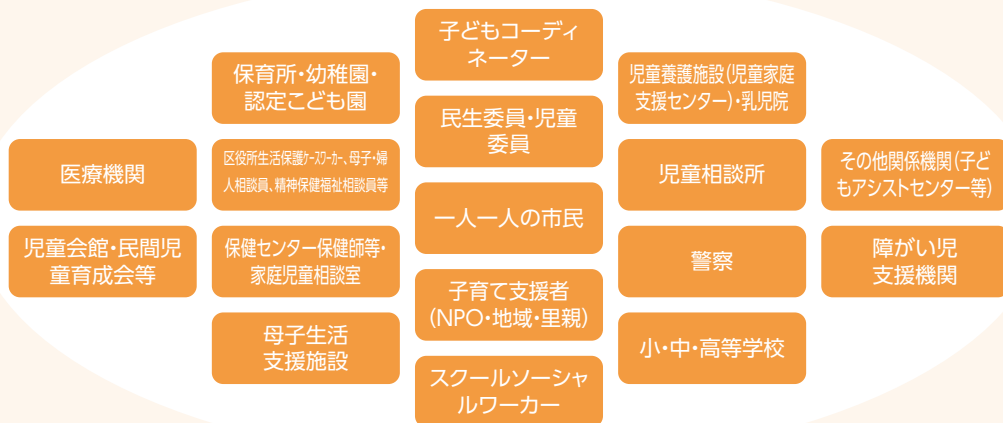 子どもコーディ
ネーター
保育所・幼稚園・
認定こども園
児童養護施設(児童家庭
支援センター)・乳児院
民生委員・児童
委員
医療機関
区役所生活保護ｹｰｽﾜｰｶｰ、母子・婦
人相談員、精神保健福祉相談員等
児童相談所
その他関係機関(子ど
もアシストセンター等)
一人一人の市民
児童会館・民間児
童育成会等
保健センター保健師等・
家庭児童相談室
警察
障がい児
支援機関
子育て支援者
(NPO・地域・里親)
母子生活
支援施設
小・中・高等学校
スクールソーシャ
ルワーカー